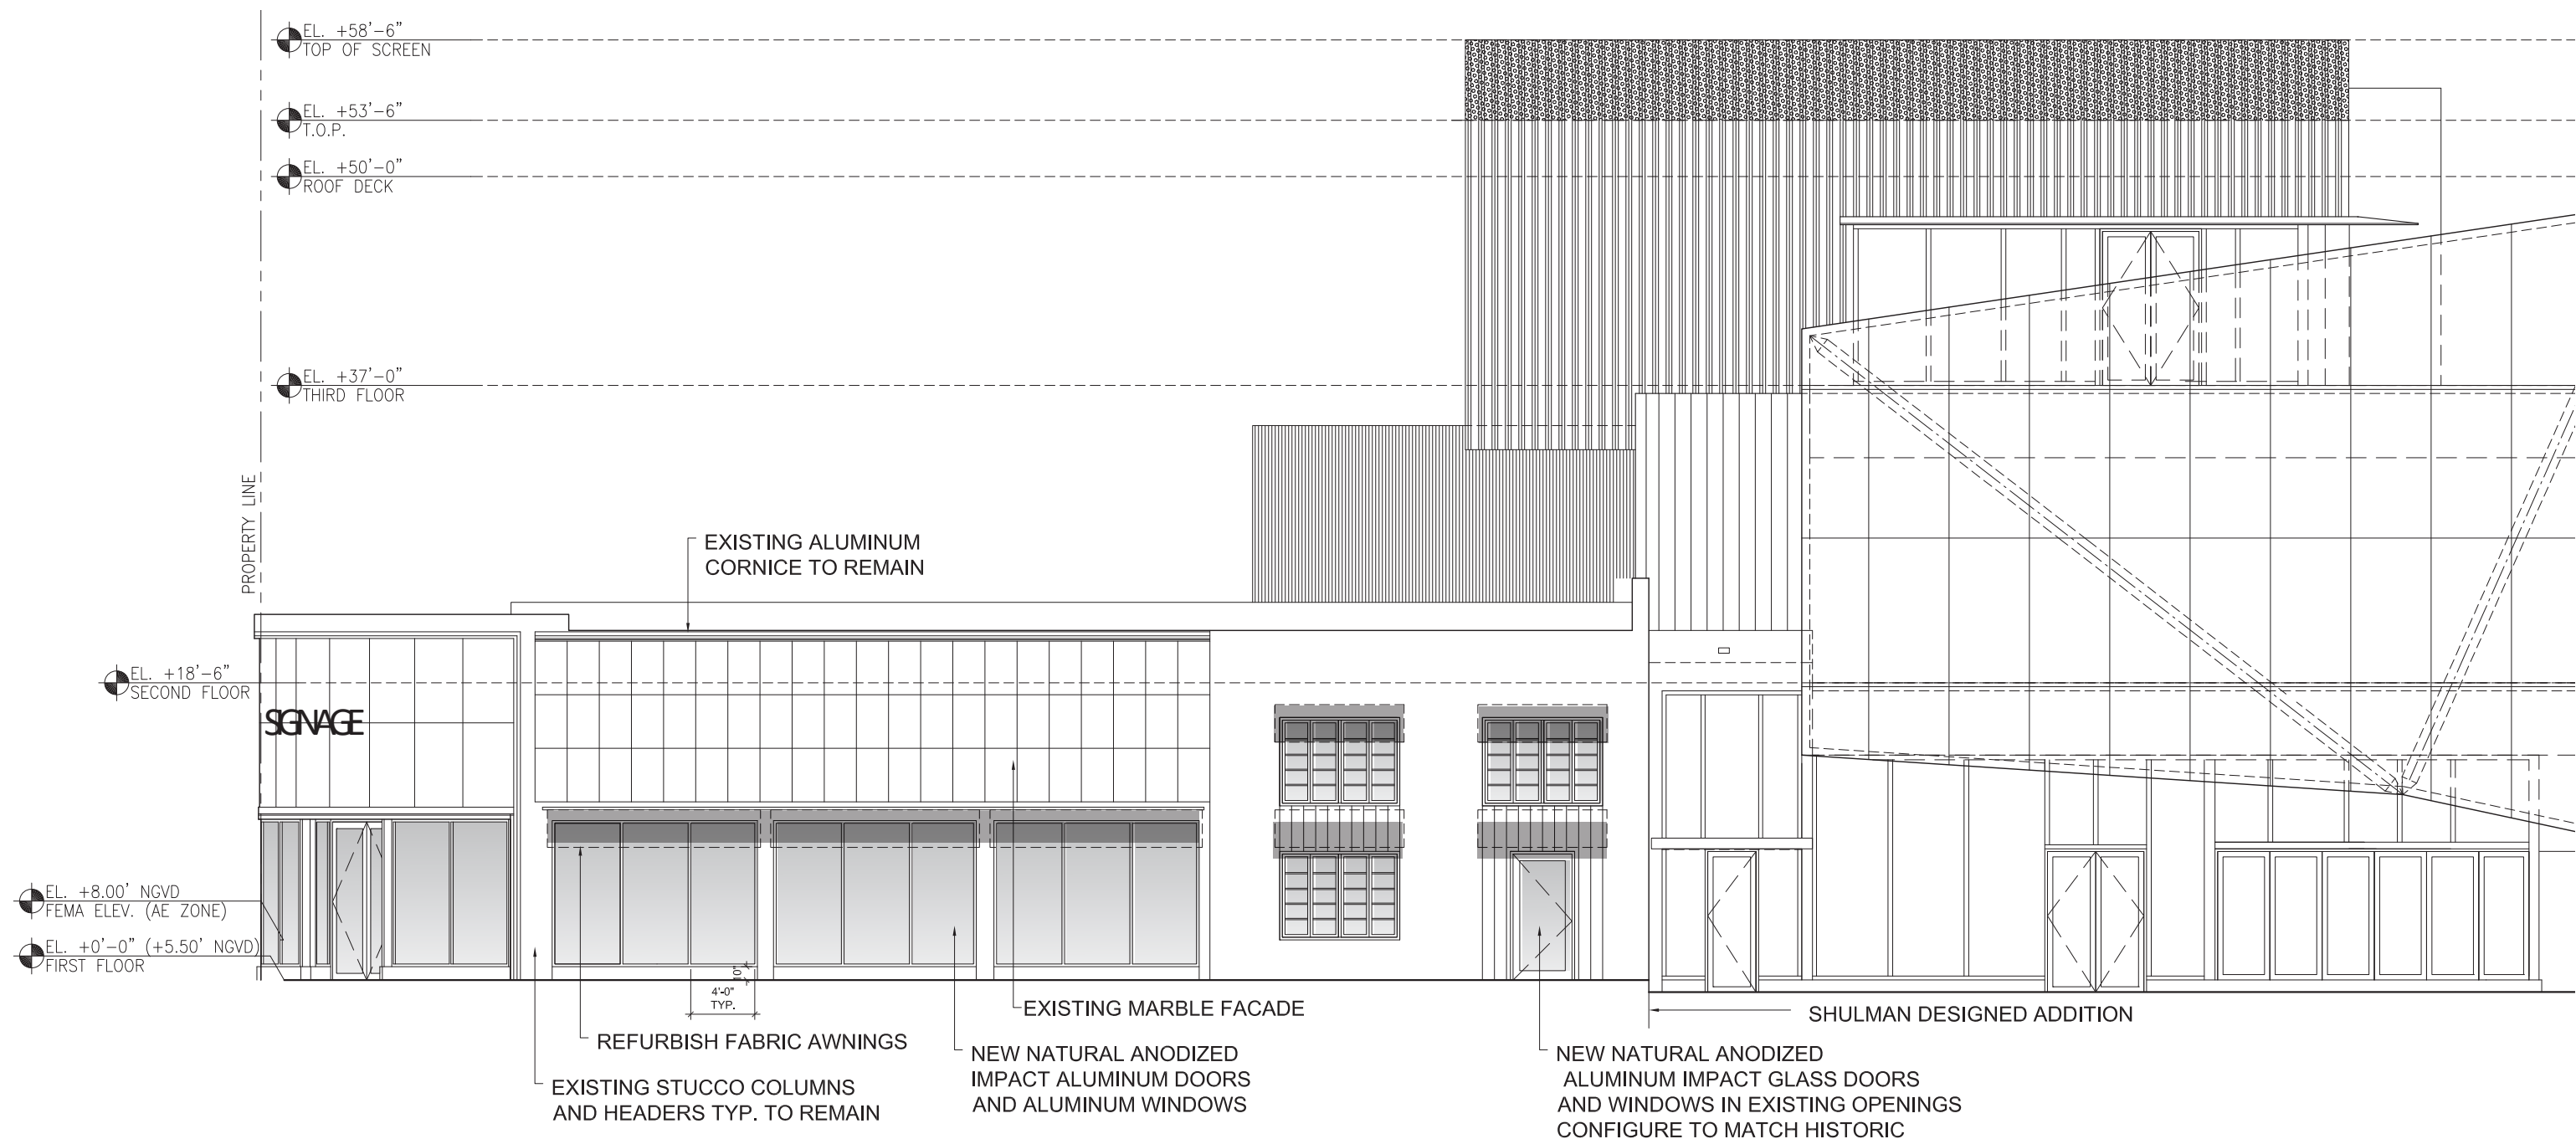 EL. +58'-6"
TOP OF SCREEN
EL. +53'-6"
T.O.P.
EL. +50'-0"
ROOF DECK
EL. +37'-0"
THIRD FLOOR
PROPERTY LINE
EXISTING ALUMINUM
CORNICE TO REMAIN
EL. +18'-6"
SECOND FLOOR
SIGNAGE
EL. +8.00' NGVD
FEMA ELEV. (AE ZONE)
EL. +0'-0" (+5.50' NGVD)
FIRST FLOOR
10"
4'-0"
TYP.
EXISTING MARBLE FACADE
SHULMAN DESIGNED ADDITION
REFURBISH FABRIC AWNINGS
NEW NATURAL ANODIZED
IMPACT ALUMINUM DOORS
AND ALUMINUM WINDOWS
NEW NATURAL ANODIZED
ALUMINUM IMPACT GLASS DOORS
AND WINDOWS IN EXISTING OPENINGS
CONFIGURE TO MATCH HISTORIC
EXISTING STUCCO COLUMNS
AND HEADERS TYP. TO REMAIN